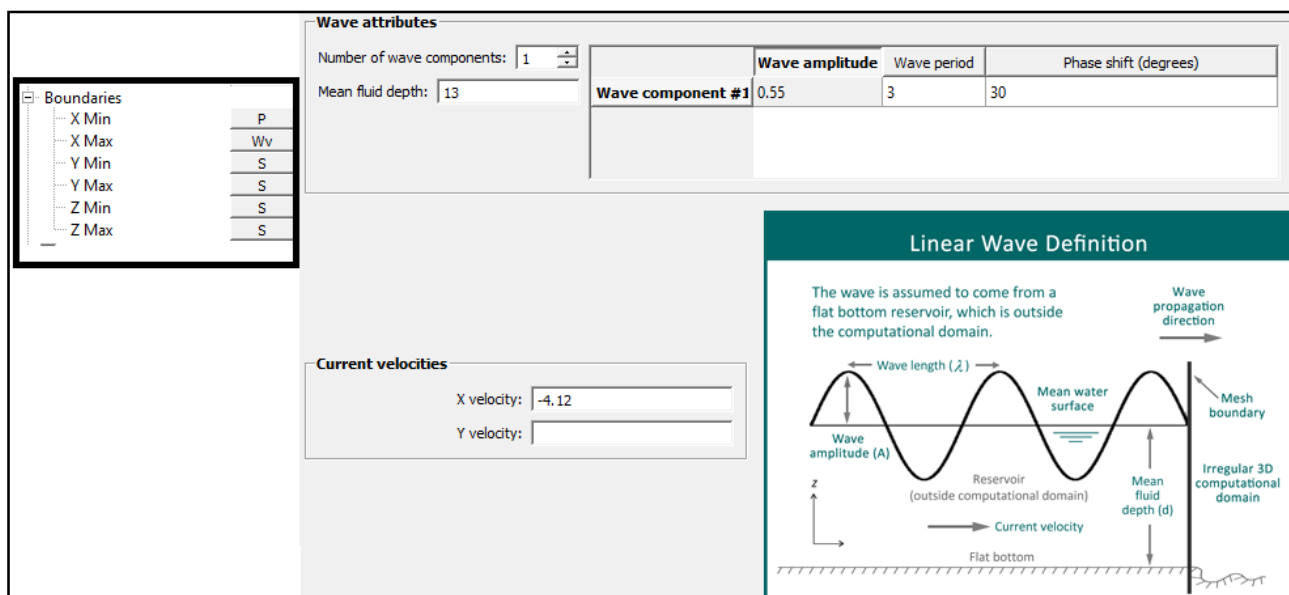 Boundaries
X Min P
X Max Wv
Y Min S
Y Max S
Z Min S
Z Max S
Wave attributes
Number of wave components: 1
Mean fluid depth: 13
Wave amplitude Wave period Phase shift (degrees)
Wave component #1 0.55 3 30
Current velocities
X velocity: -4.12
Y velocity:
Linear Wave Definition
The wave is assumed to come from a
flat bottom reservoir, which is outside
the computational domain.
Wave
propagation
direction
Wave length (λ)
Mean water
surface
Mesh
boundary
Wave
amplitude (A)
Reservoir
(outside computational domain)
Mean
fluid
depth (d)
Irregular 3D
computational
domain
z
Current velocity
Flat bottom